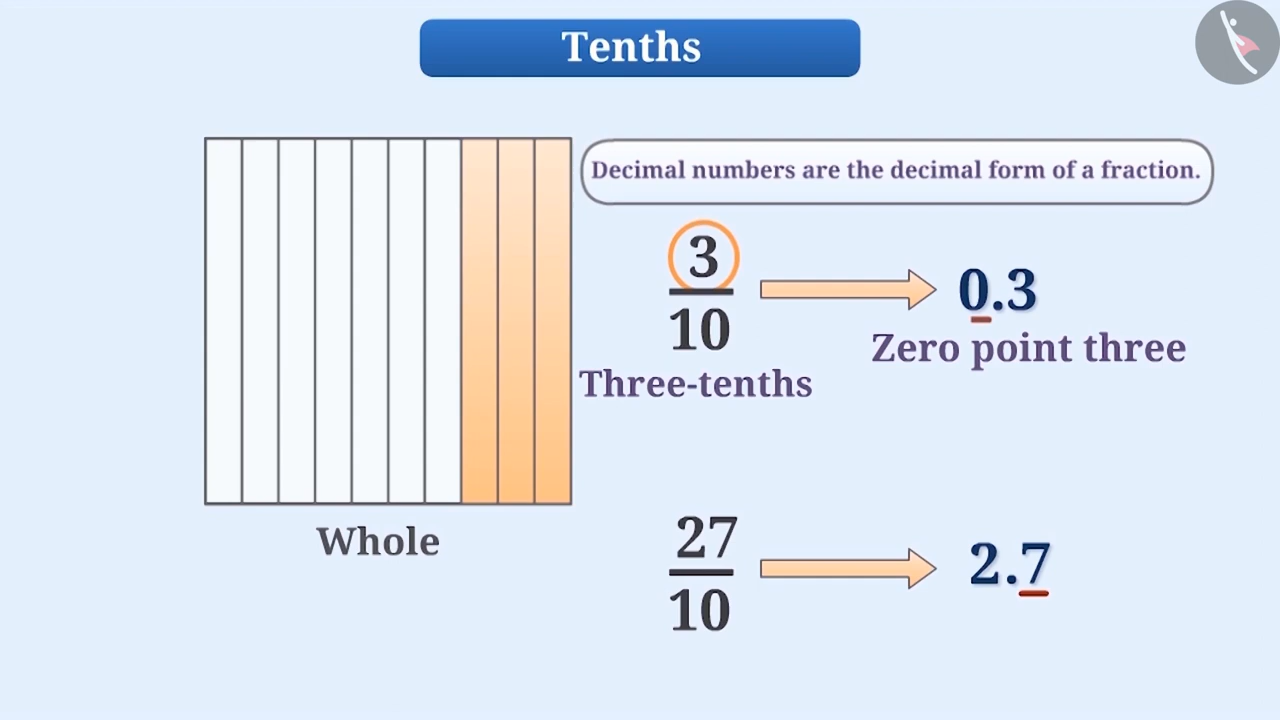 Tenths
Decimal numbers are the decimal form of a fraction.
3
10
0.3
Zero point three
Three-tenths
Whole
27
10
2.7